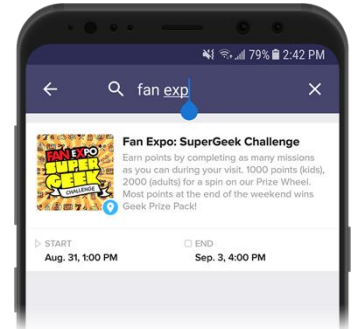 79% 2:42 PM
fan exp
FAN EXPO
SUPER
GEEK
CHALLENGE
Fan Expo: SuperGeek Challenge
Earn points by completing as many missions
as you can during your visit. 1000 points (kids),
2000 (adults) for a spin on our Prize Wheel.
Most points at the end of the weekend wins
Geek Prize Pack!
START
Aug. 31, 1:00 PM
END
Sep. 3, 4:00 PM